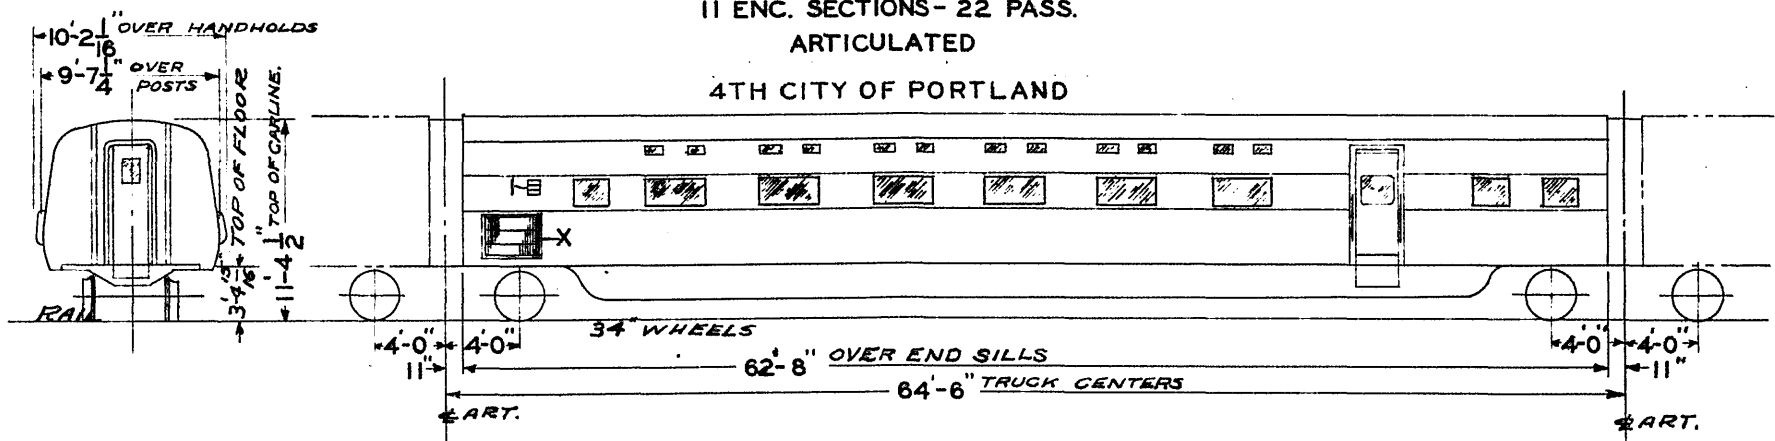 11 ENC. SECTIONS- 22 PASS.
ARTICULATED
4TH CITY OF PORTLAND
10'-2 1/16" OVER HANDHOLDS
9'-7 1/4" OVER POSTS
3'-4 15/16" TOP OF FLOOR
11'-4 1/2" TOP OF CARLINE.
X
34" WHEELS
4'-0" 4'-0"
4'-0" 4'-0"
11"
62'-8" OVER END SILLS
11"
64'-6" TRUCK CENTERS
℄ ART.
℄ ART.